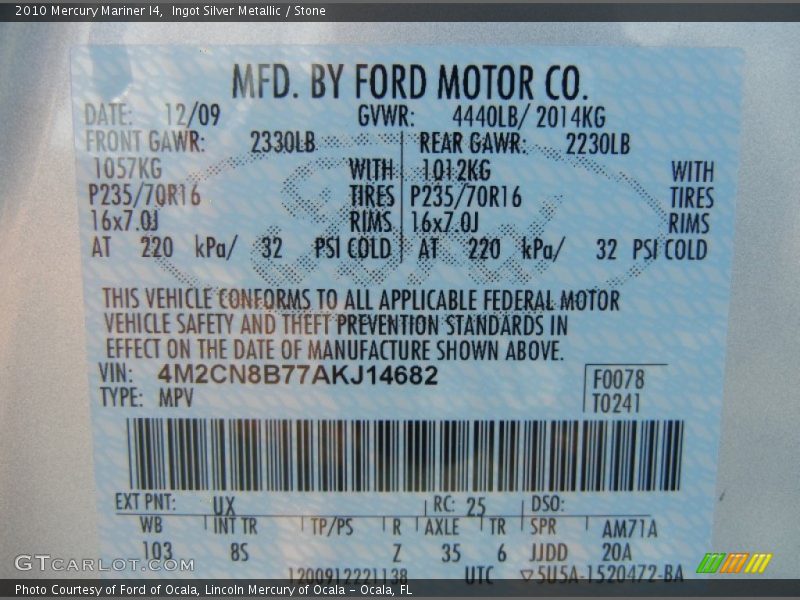 2010 Mercury Mariner I4,  Ingot Silver Metallic / Stone
MFD. BY FORD MOTOR CO.
DATE: 12/09 GVWR: 4440LB/ 2014KG
FRONT GAWR: 2330LB REAR GAWR: 2230LB
1057KG WITH 1012KG WITH
P235/70R16 TIRES P235/70R16 TIRES
16x7.0J RIMS 16x7.0J RIMS
AT 220 kPa/ 32 PSI COLD AT 220 kPa/ 32 PSI COLD
THIS VEHICLE CONFORMS TO ALL APPLICABLE FEDERAL MOTOR
VEHICLE SAFETY AND THEFT PREVENTION STANDARDS IN
EFFECT ON THE DATE OF MANUFACTURE SHOWN ABOVE.
VIN: 4M2CN8B77AKJ14682 F0078
TYPE: MPV T0241
EXT PNT: UX RC: 25 DSO:
WB INT TR TP/PS R AXLE TR SPR AM71A
103 8S Z 35 6 JJDD 20A
1200912221138 UTC ▽5U5A-1520472-BA
GTCarlot.com
Photo Courtesy of Ford of Ocala, Lincoln Mercury of Ocala - Ocala, FL